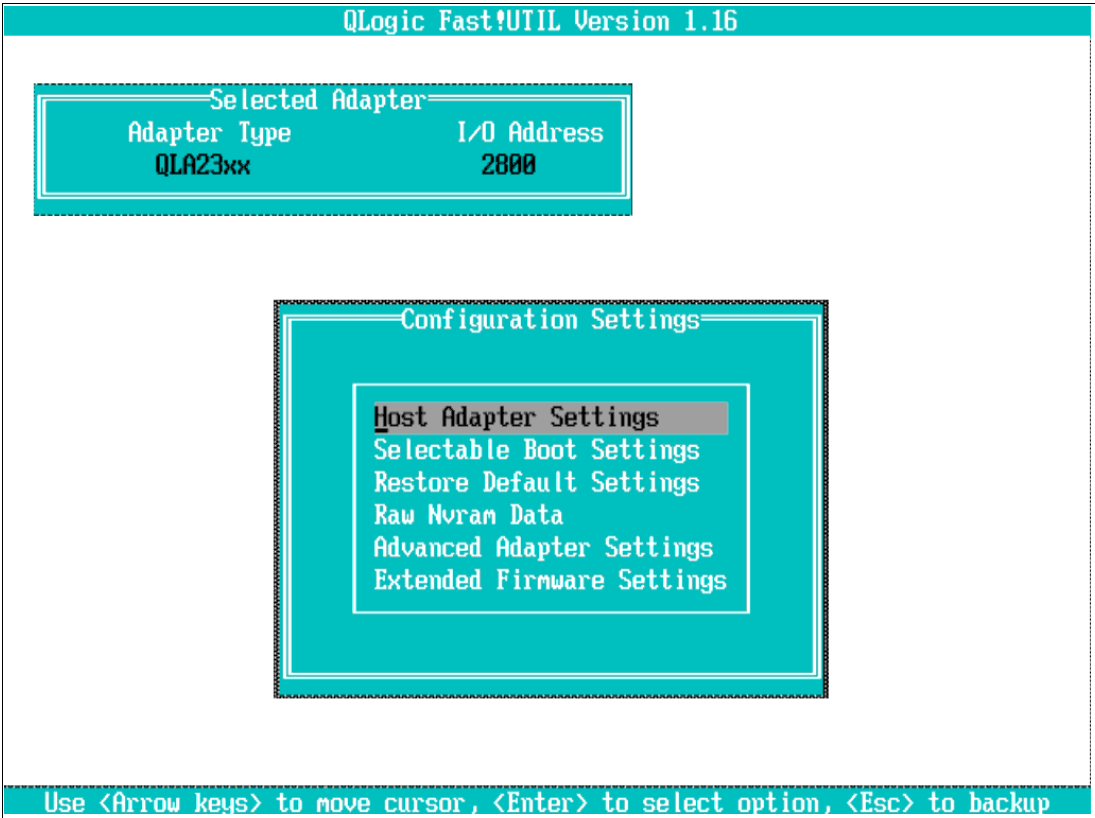 QLogic Fast!UTIL Version 1.16
Selected Adapter
Adapter Type I/O Address
QLA23xx 2800
Configuration Settings
Host Adapter Settings
Selectable Boot Settings
Restore Default Settings
Raw Nvram Data
Advanced Adapter Settings
Extended Firmware Settings
Use <Arrow keys> to move cursor, <Enter> to select option, <Esc> to backup